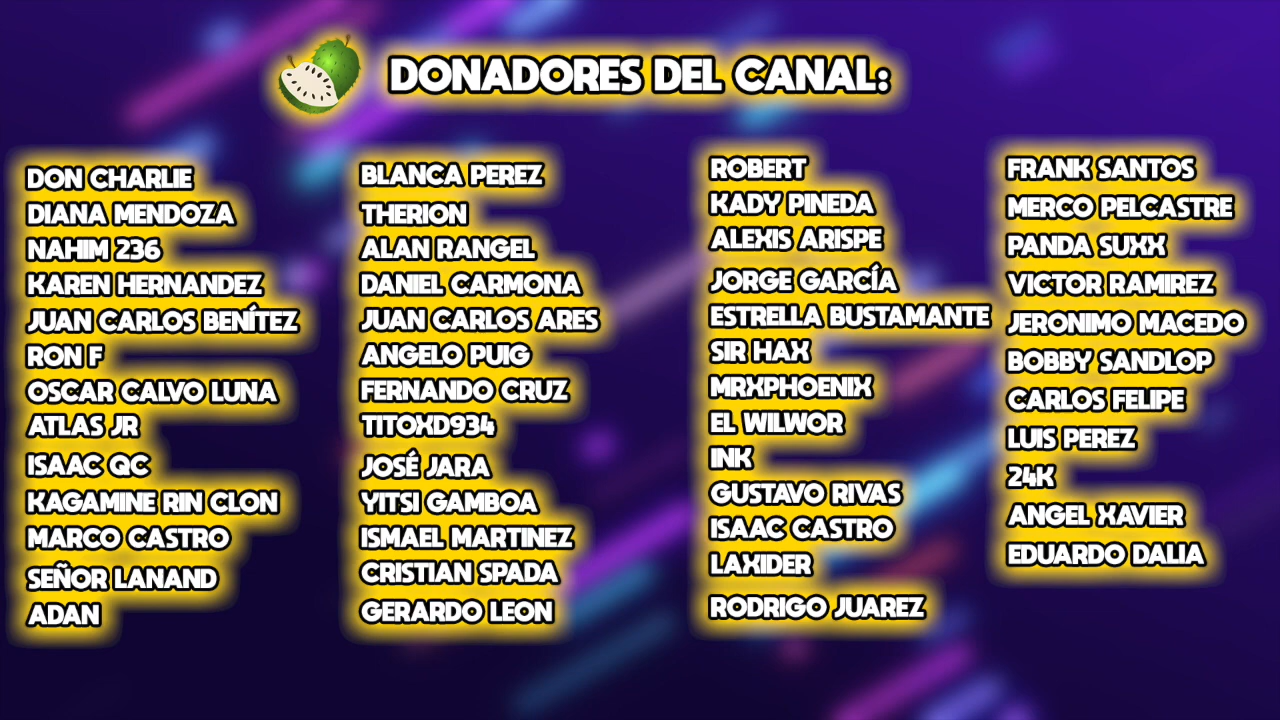 DONADORES DEL CANAL:
DON CHARLIE
DIANA MENDOZA
NAHIM 236
KAREN HERNANDEZ
JUAN CARLOS BENÍTEZ
RON F
OSCAR CALVO LUNA
ATLAS JR
ISAAC QC
KAGAMINE RIN CLON
MARCO CASTRO
SEÑOR LANAND
ADAN
BLANCA PEREZ
THERION
ALAN RANGEL
DANIEL CARMONA
JUAN CARLOS ARES
ANGELO PUIG
FERNANDO CRUZ
TITOXD934
JOSÉ JARA
YITSI GAMBOA
ISMAEL MARTINEZ
CRISTIAN SPADA
GERARDO LEON
ROBERT
KADY PINEDA
ALEXIS ARISPE
JORGE GARCÍA
ESTRELLA BUSTAMANTE
SIR HAX
MRXPHOENIX
EL WILWOR
INK
GUSTAVO RIVAS
ISAAC CASTRO
LAXIDER
RODRIGO JUAREZ
FRANK SANTOS
MERCO PELCASTRE
PANDA SUXX
VICTOR RAMIREZ
JERONIMO MACEDO
BOBBY SANDLOP
CARLOS FELIPE
LUIS PEREZ
24K
ANGEL XAVIER
EDUARDO DALIA